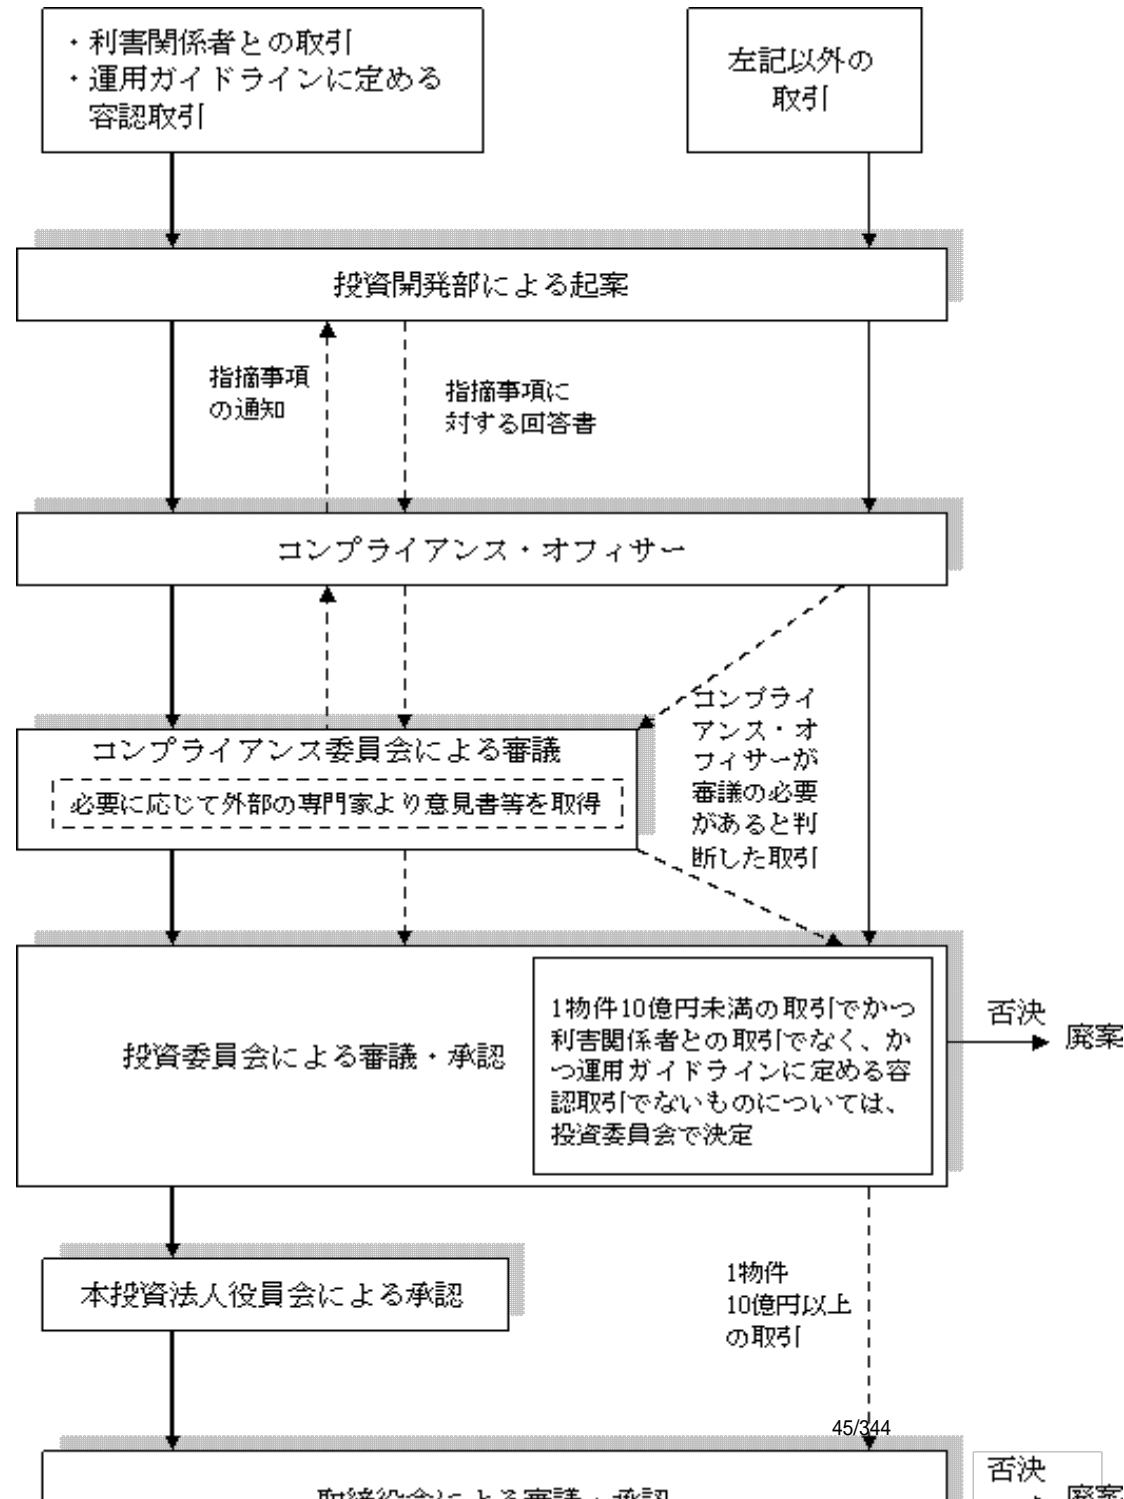 ・利害関係者との取引
・運用ガイドラインに定める
容認取引
左記以外の
取引
投資開発部による起案
指摘事項
の通知
指摘事項に
対する回答書
コンプライアンス・オフィサー
コンプライアンス委員会による審議
必要に応じて外部の専門家より意見書等を取得
コンプライ
アンス・オ
フィサーが
審議の必要
があると判
断した取引
投資委員会による審議・承認
1物件10億円未満の取引でかつ
利害関係者との取引でなく、か
つ運用ガイドラインに定める容
認取引でないものについては、
投資委員会で決定
否決
廃案
本投資法人役員会による承認
1物件
10億円以上
の取引
45/344
取締役会による審議・承認
否決
廃案